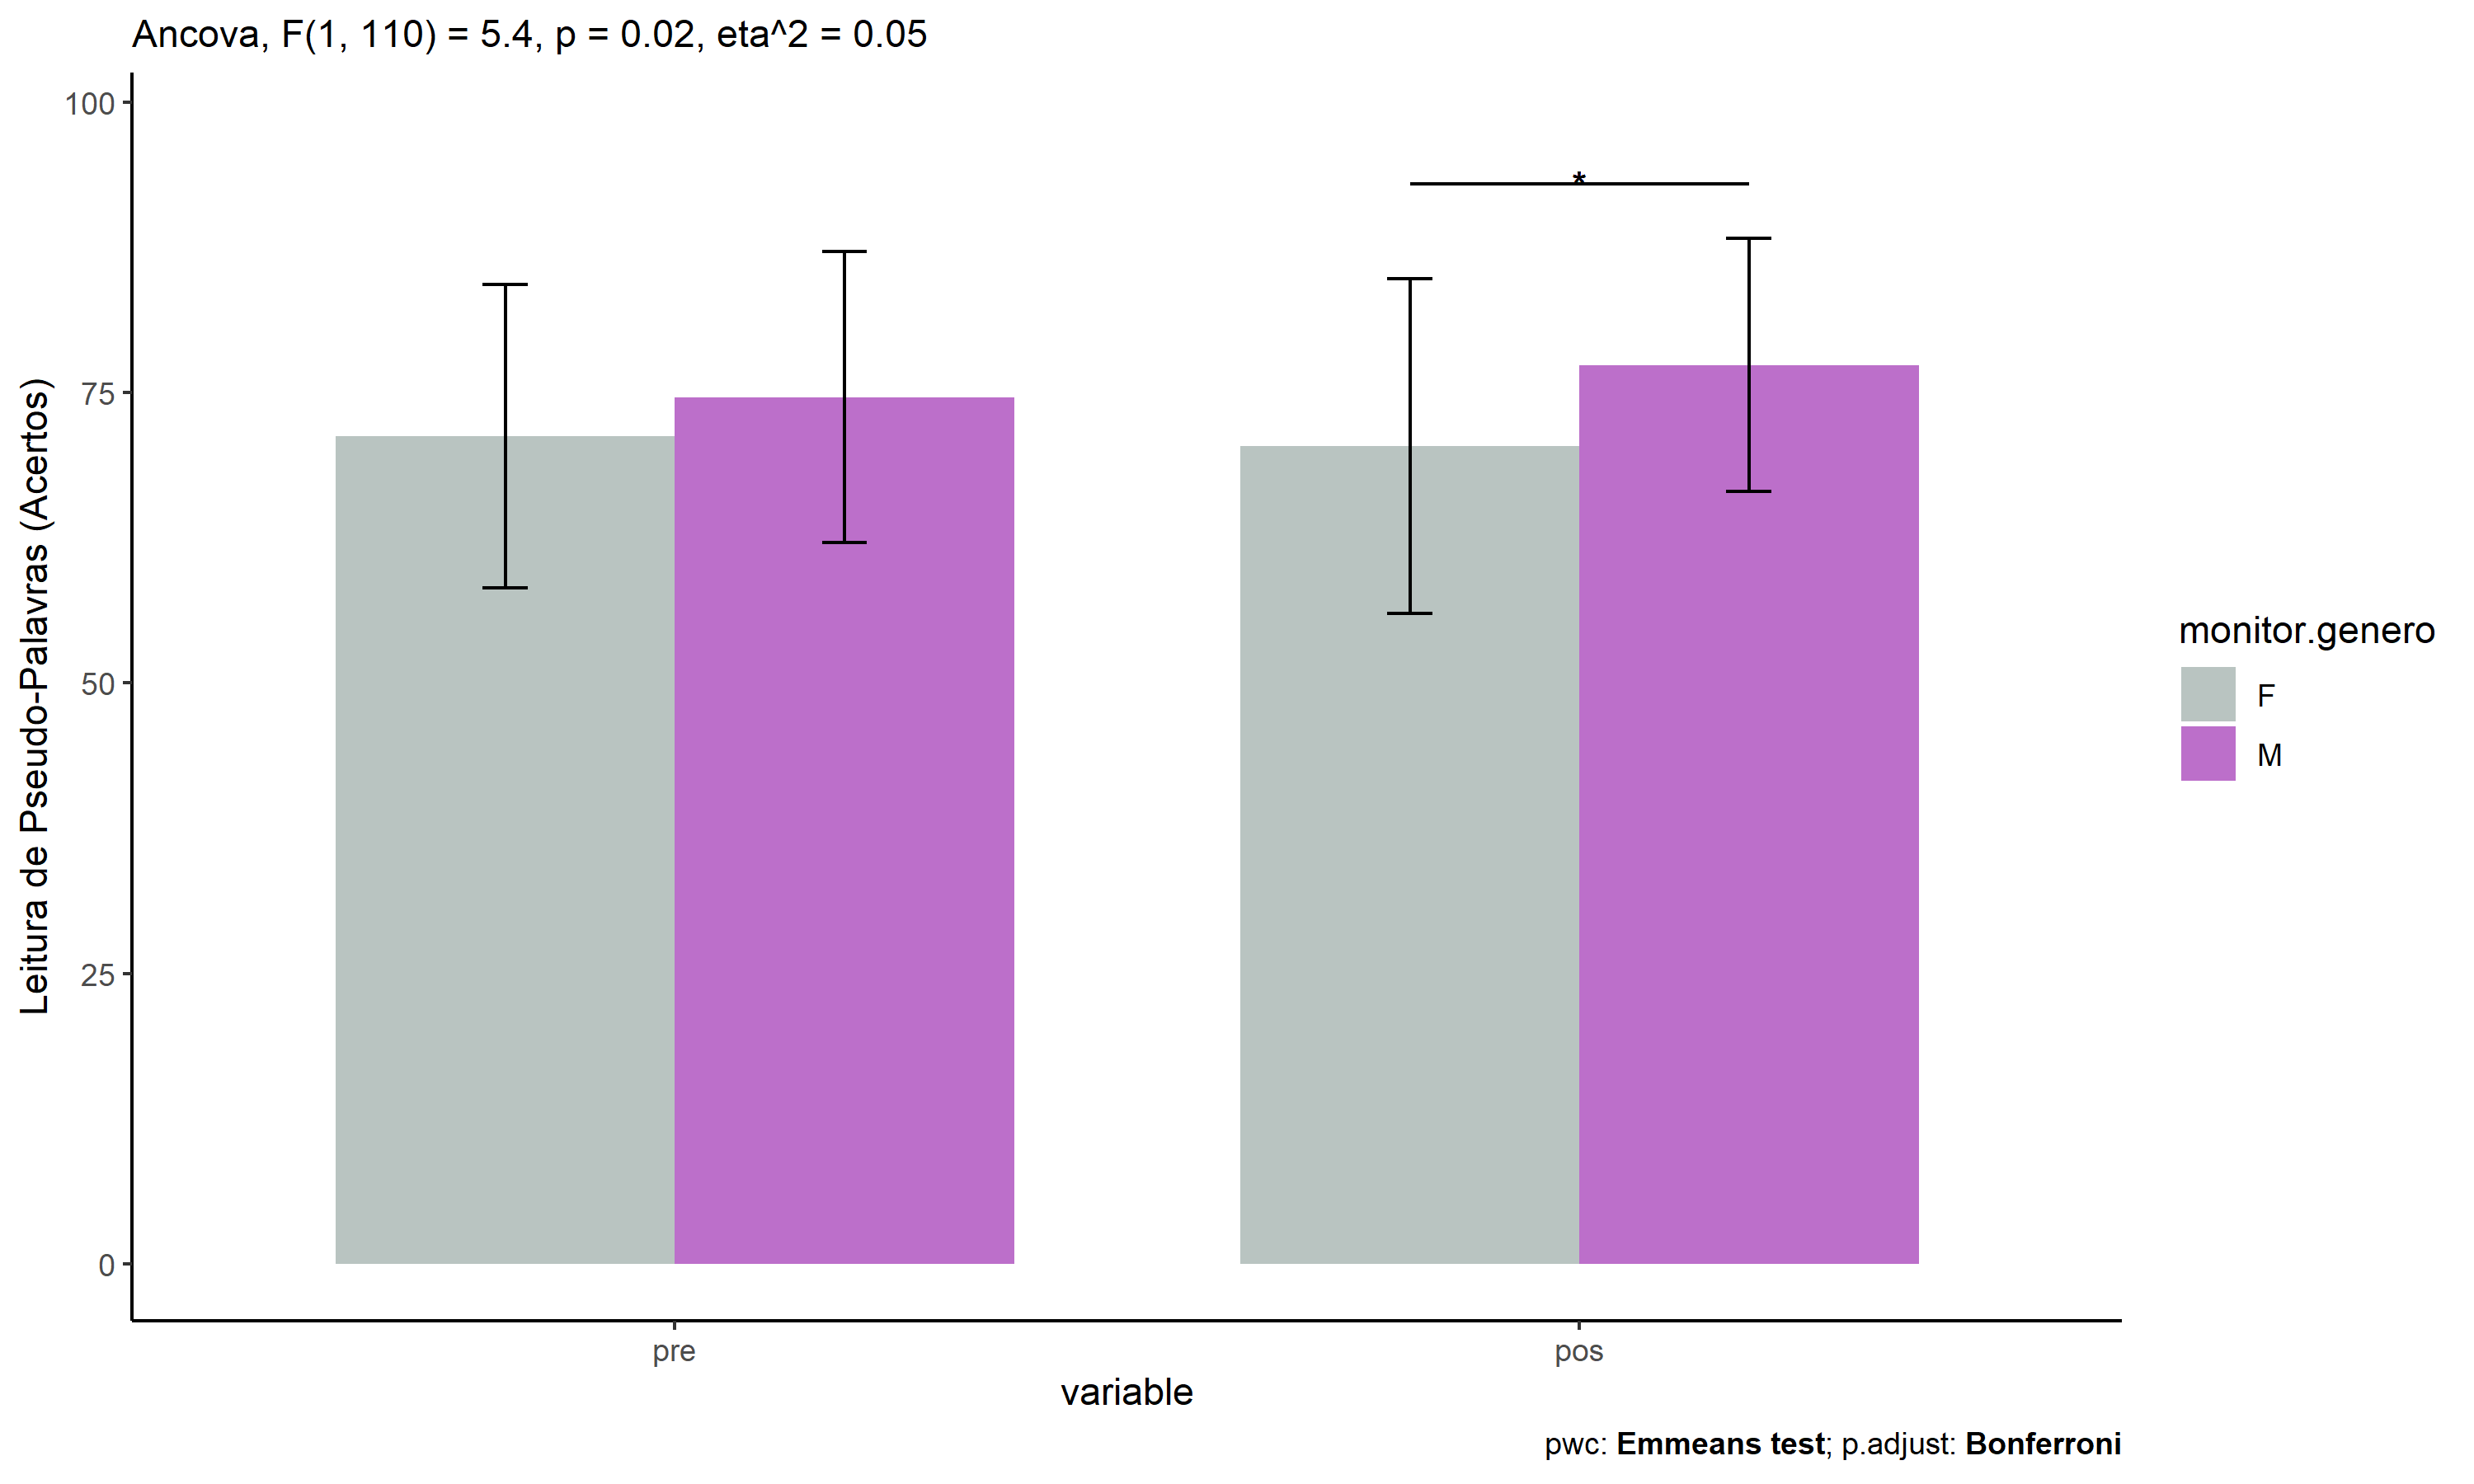 Ancova, F(1, 110) = 5.4, p = 0.02, eta^2 = 0.05
Leitura de Pseudo-Palavras (Acertos)
100
75
50
25
0
*
pre
pos
variable
monitor.genero
F
M
pwc: Emmeans test; p.adjust: Bonferroni